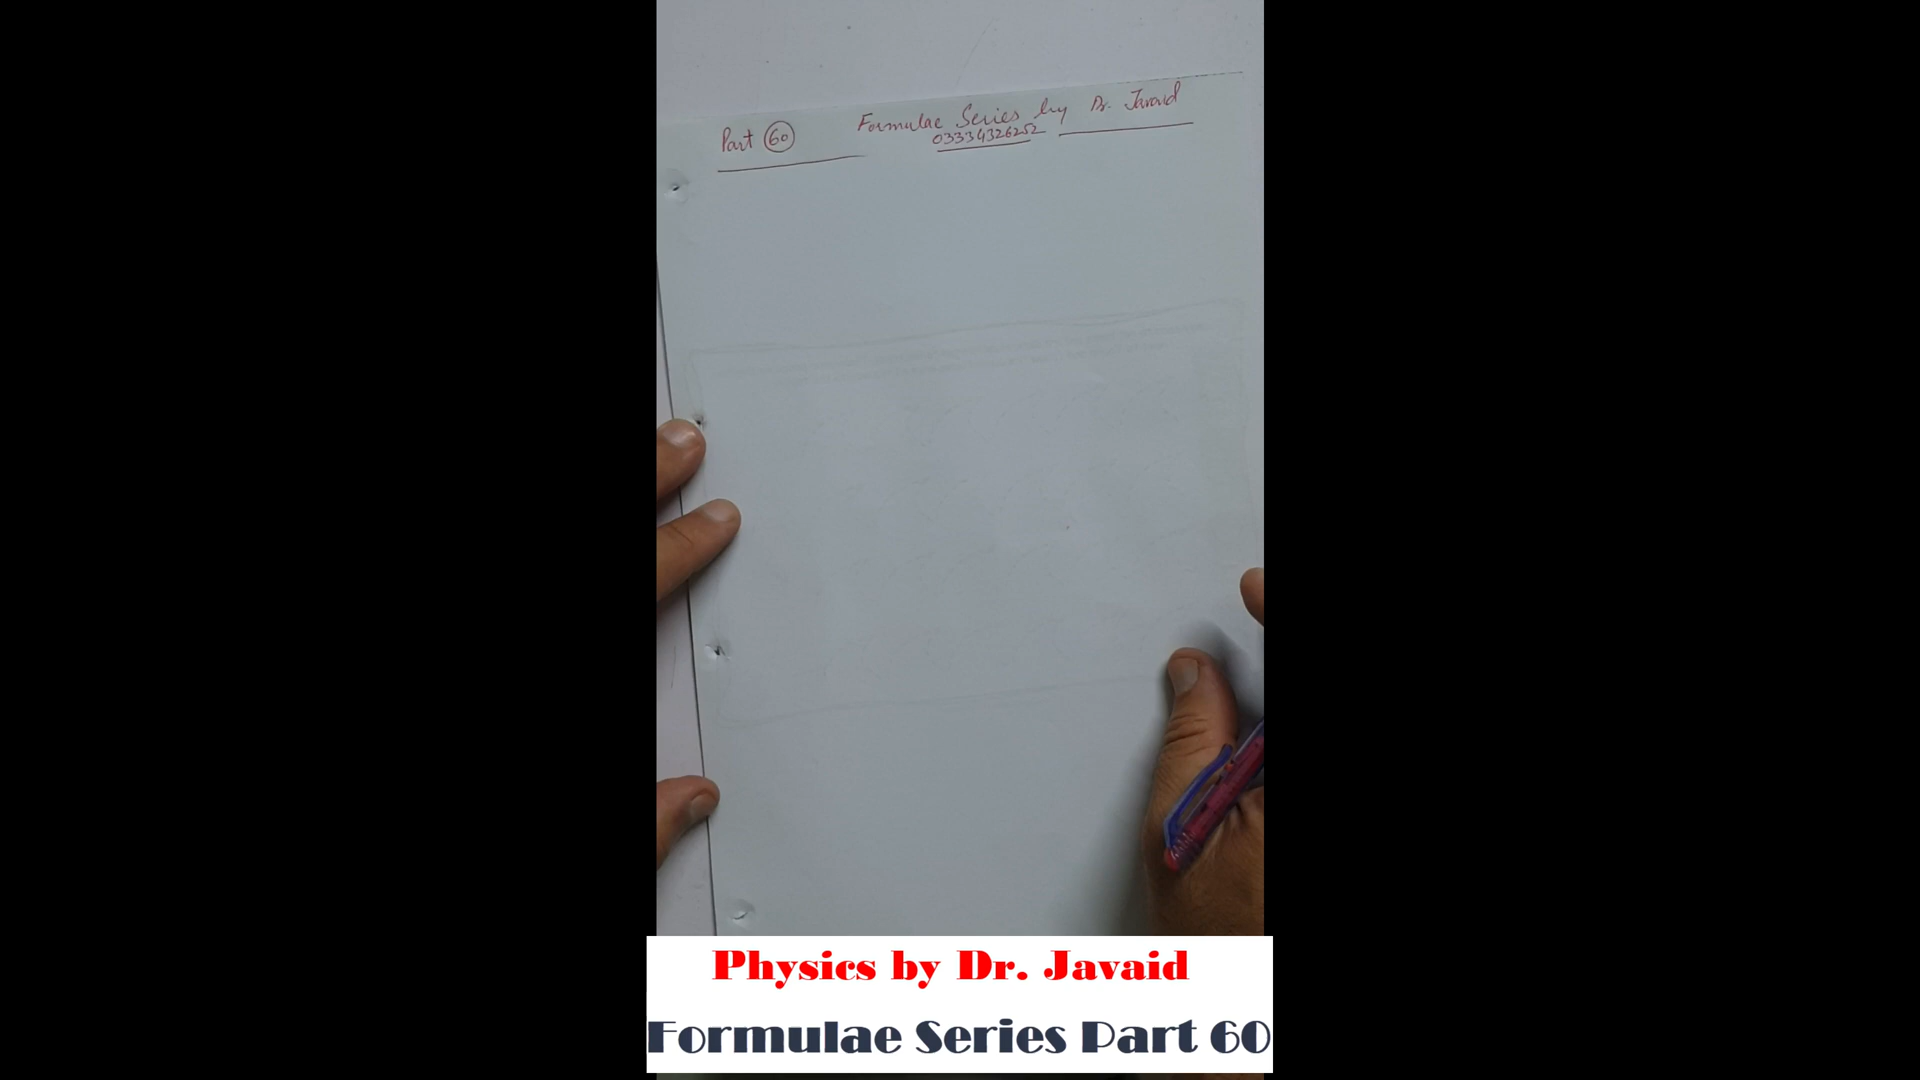 Part 60 Formulae Series by Dr. Javaid
03334326252
Physics by Dr. Javaid
Formulae Series Part 60